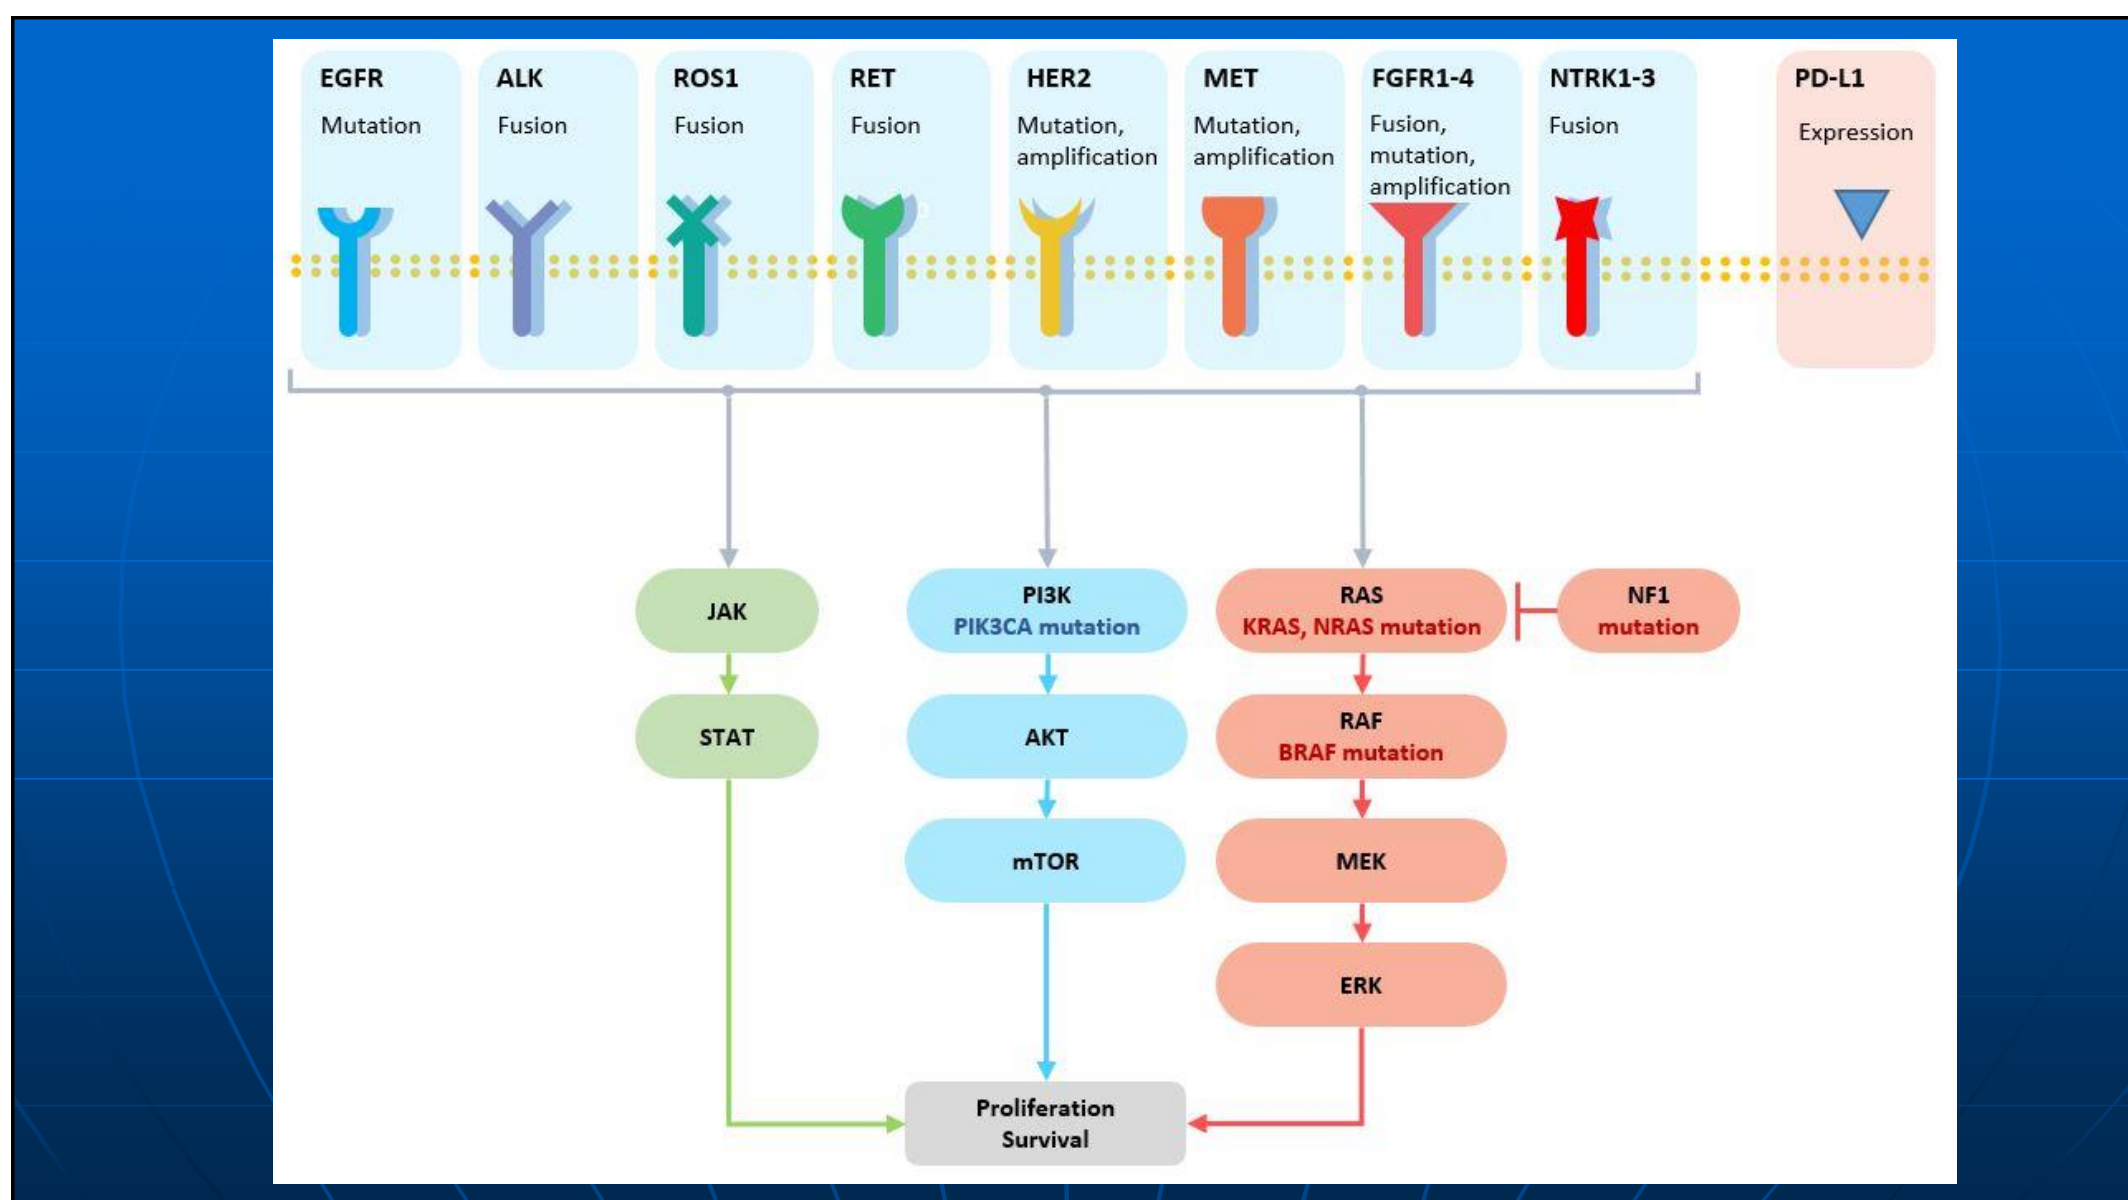 EGFR
Mutation
ALK
Fusion
ROS1
Fusion
RET
Fusion
HER2
Mutation,
amplification
MET
Mutation,
amplification
FGFR1-4
Fusion,
mutation,
amplification
NTRK1-3
Fusion
PD-L1
Expression
JAK
STAT
PI3K
PIK3CA mutation
AKT
mTOR
RAS
KRAS, NRAS mutation
NF1
mutation
RAF
BRAF mutation
MEK
ERK
Proliferation
Survival